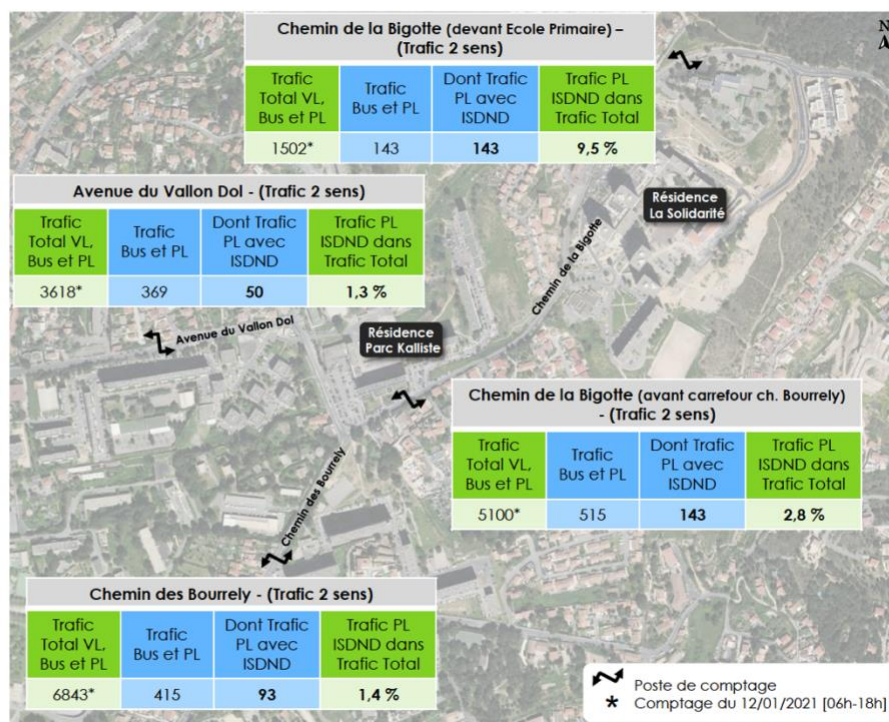 Chemin de la Bigotte (devant Ecole Primaire) –
(Trafic 2 sens)
Trafic Total VL, Bus et PL
Trafic Bus et PL
Dont Trafic PL avec ISDND
Trafic PL ISDND dans Trafic Total
1502* 143 143 9,5 %
N
Avenue du Vallon Dol - (Trafic 2 sens)
Trafic Total VL, Bus et PL
Trafic Bus et PL
Dont Trafic PL avec ISDND
Trafic PL ISDND dans Trafic Total
3618* 369 50 1,3 %
Résidence
La Solidarité
Chemin de la Bigotte
Avenue du Vallon Dol
Résidence
Parc Kalliste
Chemin de la Bigotte (avant carrefour ch. Bourrely)
- (Trafic 2 sens)
Trafic Total VL, Bus et PL
Trafic Bus et PL
Dont Trafic PL avec ISDND
Trafic PL ISDND dans Trafic Total
5100* 515 143 2,8 %
Chemin des Bourrely
Chemin des Bourrely - (Trafic 2 sens)
Trafic Total VL, Bus et PL
Trafic Bus et PL
Dont Trafic PL avec ISDND
Trafic PL ISDND dans Trafic Total
6843* 415 93 1,4 %
Poste de comptage
* Comptage du 12/01/2021 [06h-18h]